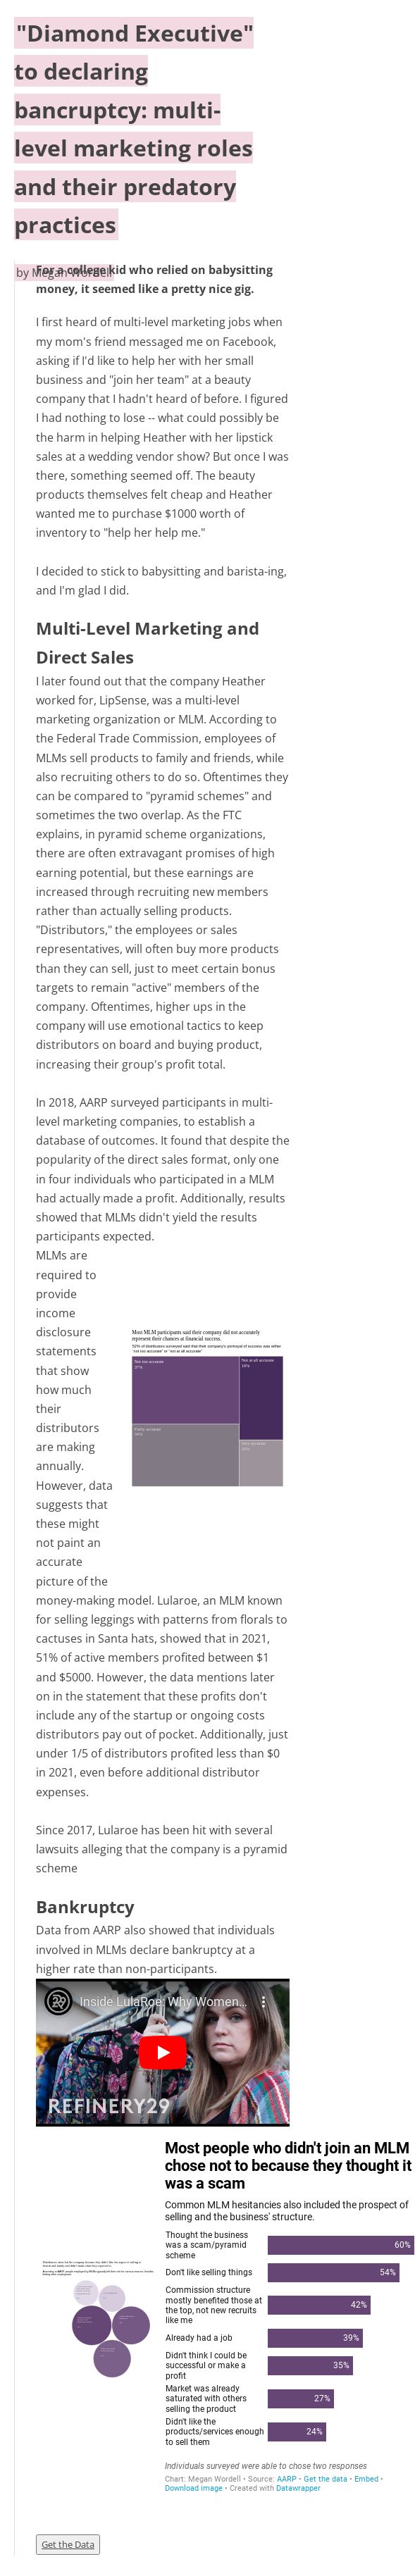 "Diamond Executive"
to declaring
bancruptcy: multi-
level marketing roles
and their predatory
practices
by Megan Wordell
For a college kid who relied on babysitting
money, it seemed like a pretty nice gig.
I first heard of multi-level marketing jobs when
my mom's friend messaged me on Facebook,
asking if I'd like to help her with her small
business and "join her team" at a beauty
company that I hadn't heard of before. I figured
I had nothing to lose -- what could possibly be
the harm in helping Heather with her lipstick
sales at a wedding vendor show? But once I was
there, something seemed off. The beauty
products themselves felt cheap and Heather
wanted me to purchase $1000 worth of
inventory to "help her help me."
I decided to stick to babysitting and barista-ing,
and I'm glad I did.
Multi-Level Marketing and
Direct Sales
I later found out that the company Heather
worked for, LipSense, was a multi-level
marketing organization or MLM. According to
the Federal Trade Commission, employees of
MLMs sell products to family and friends, while
also recruiting others to do so. Oftentimes they
can be compared to "pyramid schemes" and
sometimes the two overlap. As the FTC
explains, in pyramid scheme organizations,
there are often extravagant promises of high
earning potential, but these earnings are
increased through recruiting new members
rather than actually selling products.
"Distributors," the employees or sales
representatives, will often buy more products
than they can sell, just to meet certain bonus
targets to remain "active" members of the
company. Oftentimes, higher ups in the
company will use emotional tactics to keep
distributors on board and buying product,
increasing their group's profit total.
In 2018, AARP surveyed participants in multi-
level marketing companies, to establish a
database of outcomes. It found that despite the
popularity of the direct sales format, only one
in four individuals who participated in a MLM
had actually made a profit. Additionally, results
showed that MLMs didn't yield the results
participants expected.
MLMs are
required to
provide
income
disclosure
statements
that show
how much
their
distributors
are making
annually.
However, data
suggests that
these might
not paint an
accurate
picture of the
Most MLM participants said their company did not accurately
represent their chances at financial success.
52% of distributors surveyed said that their company's portrayal of success was either
"not too accurate" or "not at all accurate"
Not too accurate
Not at all accurate
Fairly accurate
Very accurate
money-making model. Lularoe, an MLM known
for selling leggings with patterns from florals to
cactuses in Santa hats, showed that in 2021,
51% of active members profited between $1
and $5000. However, the data mentions later
on in the statement that these profits don't
include any of the startup or ongoing costs
distributors pay out of pocket. Additionally, just
under 1/5 of distributors profited less than $0
in 2021, even before additional distributor
expenses.
Since 2017, Lularoe has been hit with several
lawsuits alleging that the company is a pyramid
scheme
Bankruptcy
Data from AARP also showed that individuals
involved in MLMs declare bankruptcy at a
higher rate than non-participants.
29
Inside LulaRoe: Why Women...
REFINERY29
Most people who didn't join an MLM
chose not to because they thought it
was a scam
Common MLM hesitancies also included the prospect of
selling and the business' structure.
Thought the business
was a scam/pyramid
scheme
60%
Don't like selling things
54%
Commission structure
mostly benefited those at
the top, not new recruits
like me
42%
Already had a job
39%
Didn't think I could be
successful or make a
profit
35%
Market was already
saturated with others
selling the product
27%
Didn't like the
products/services enough
to sell them
24%
Individuals surveyed were able to chose two responses
Chart: Megan Wordell • Source: AARP • Get the data • Embed •
Download image • Created with Datawrapper
Get the Data